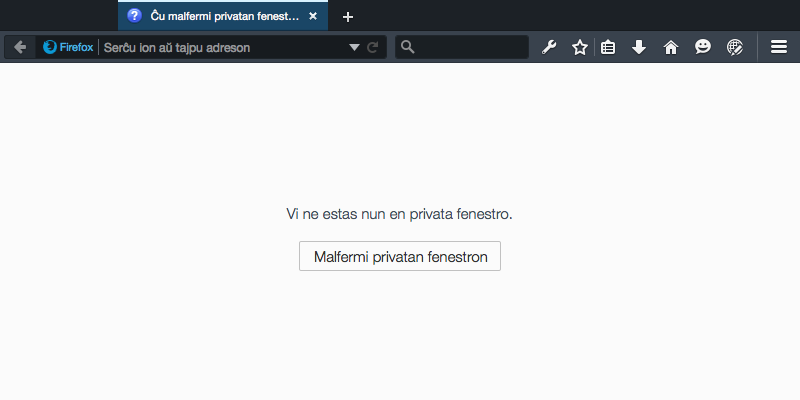 Ĉu malfermi privatan fenest...
Firefox
Serĉu ion aŭ tajpu adreson
Vi ne estas nun en privata fenestro.
Malfermi privatan fenestron